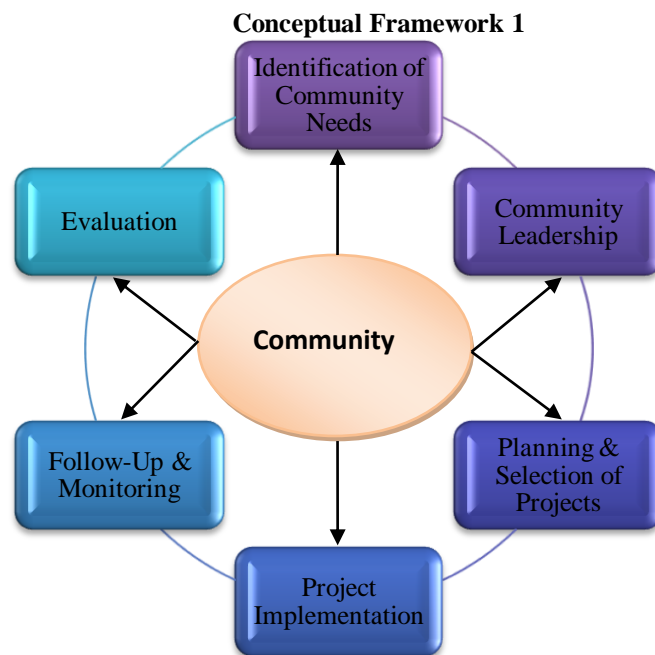 Conceptual Framework 1
Identification of
Community
Needs
Community
Leadership
Planning &
Selection of
Projects
Project
Implementation
Follow-Up &
Monitoring
Evaluation
Community